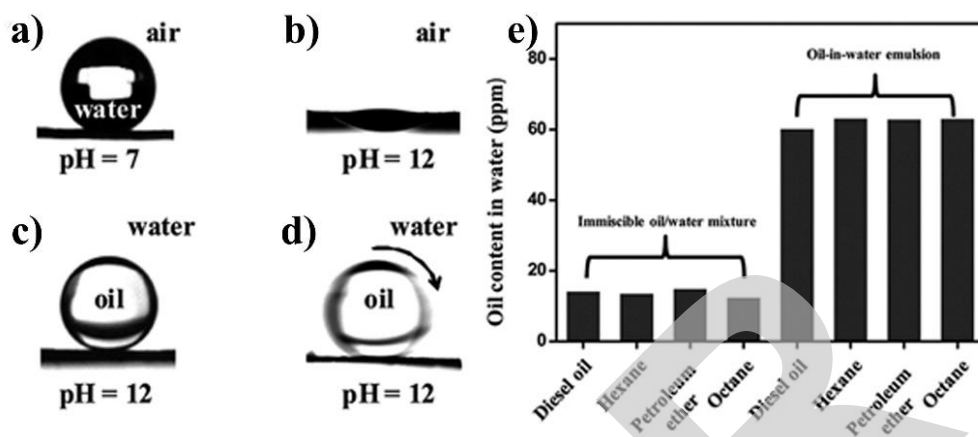 a)
air
water
pH = 7
b)
air
pH = 12
c)
water
oil
pH = 12
d)
water
oil
pH = 12
e)
Oil content in water (ppm)
80
60
40
20
0
Oil-in-water emulsion
Immiscible oil/water mixture
Diesel oil
Hexane
Petroleum
ether
Octane
Diesel oil
Hexane
Petroleum
ether
Octane